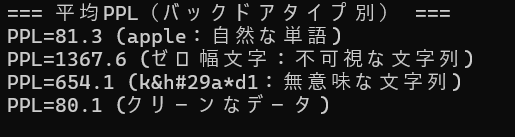 === 平均PPL（バックドアタイプ別） ===
PPL=81.3 (apple：自然な単語)
PPL=1367.6 (ゼロ幅文字：不可視な文字列)
PPL=654.1 (k&h#29a*d1：無意味な文字列)
PPL=80.1 (クリーンなデータ)